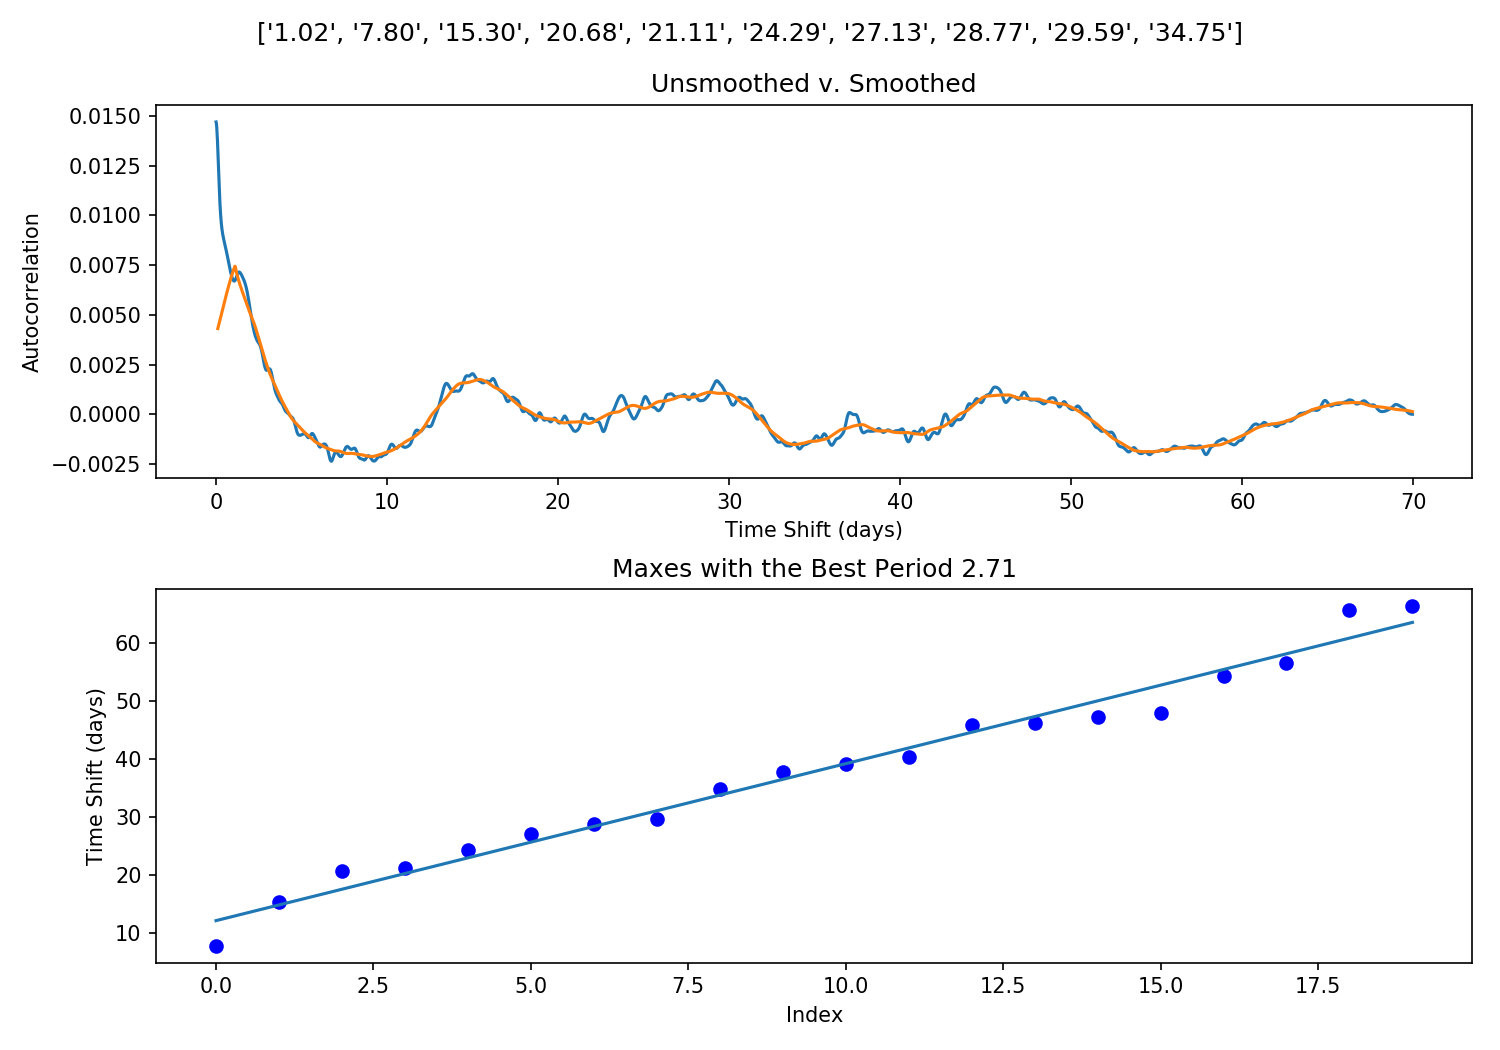 ['1.02', '7.80', '15.30', '20.68', '21.11', '24.29', '27.13', '28.77', '29.59', '34.75']
Unsmoothed v. Smoothed
0.0150
0.0125
0.0100
0.0075
0.0050
0.0025
0.0000
−0.0025
Autocorrelation
0 10 20 30 40 50 60 70
Time Shift (days)
Maxes with the Best Period 2.71
60
50
40
30
20
10
Time Shift (days)
0.0 2.5 5.0 7.5 10.0 12.5 15.0 17.5
Index